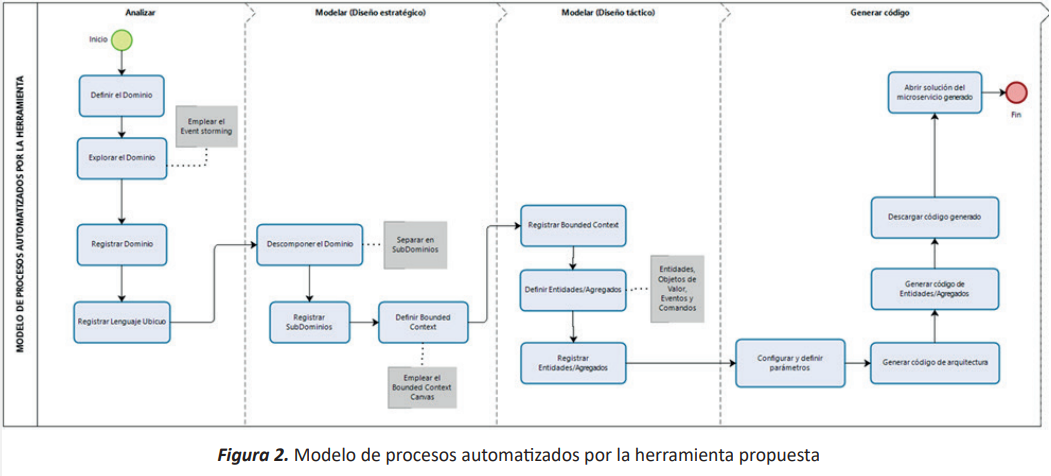 Analizar
Modelar (Diseño estratégico)
Modelar (Diseño táctico)
Generar código
MODELO DE PROCESOS AUTOMATIZADOS POR LA HERRAMIENTA
Inicio
Definir el Dominio
Emplear el
Event storming
Explorar el Dominio
Registrar Dominio
Registrar Lenguaje Ubicuo
Descomponer el Dominio
Separar en
SubDominios
Registrar
SubDominios
Definir Bounded
Context
Emplear el
Bounded Context
Canvas
Registrar Bounded Context
Definir Entidades/Agregados
Entidades,
Objetos de
Valor,
Eventos y
Comandos
Registrar
Entidades/Agregados
Configurar y definir
parámetros
Generar código de arquitectura
Generar código de
Entidades/Agregados
Descargar código generado
Abrir solución del
microservicio generado
Fin
Figura 2. Modelo de procesos automatizados por la herramienta propuesta